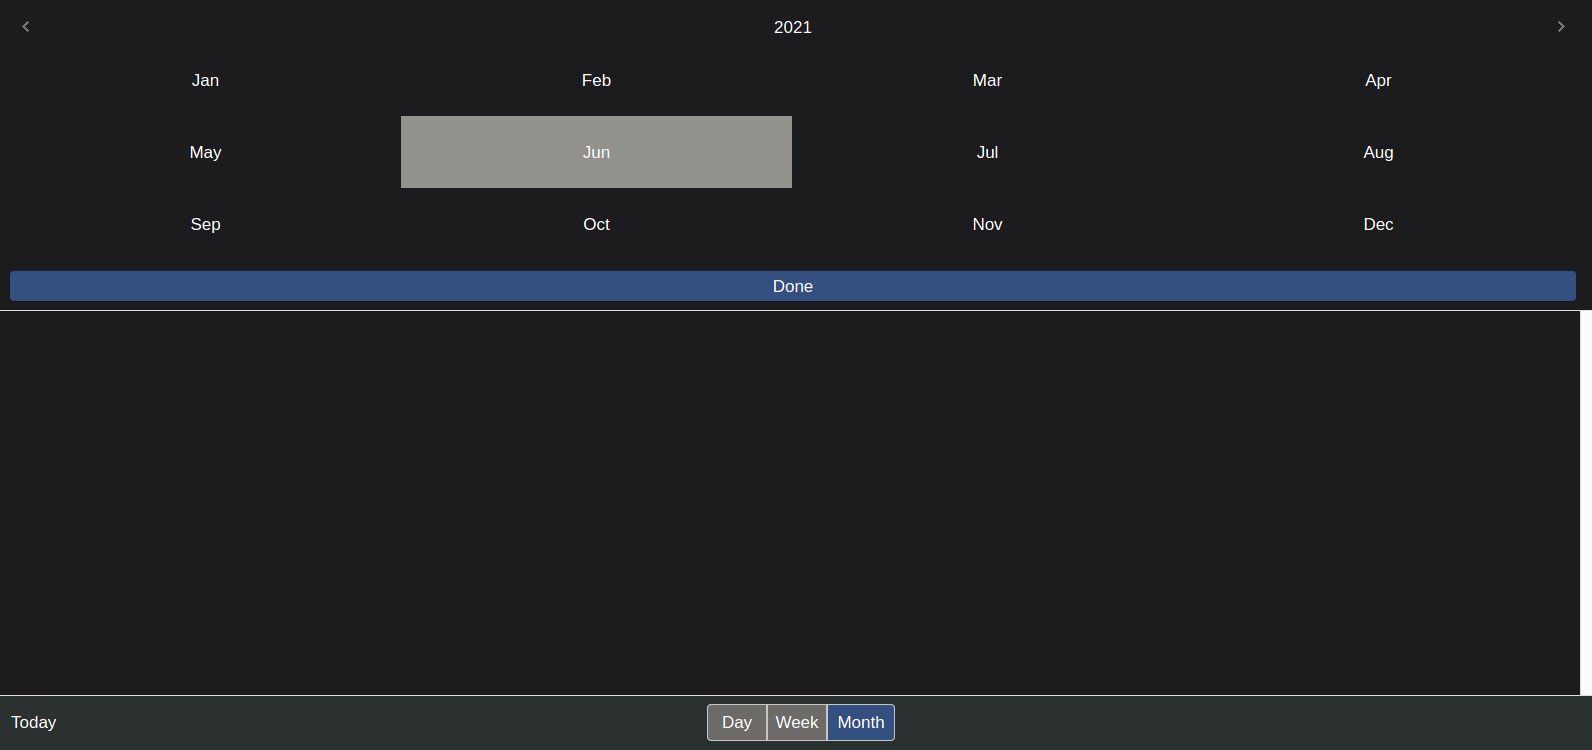 2021
Jan Feb Mar Apr
May Jun Jul Aug
Sep Oct Nov Dec
Done
Today Day Week Month